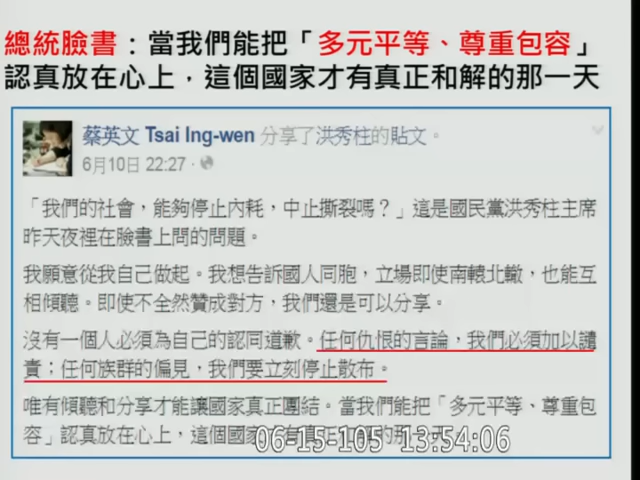 總統臉書：當我們能把「多元平等、尊重包容」
認真放在心上，這個國家才有真正和解的那一天
蔡英文 Tsai Ing-wen 分享了洪秀柱的貼文。
6月10日 22:27
「我們的社會，能夠停止內耗，中止撕裂嗎？」這是國民黨洪秀柱主席
昨天夜裡在臉書上問的問題。
我願意從我自己做起。我想告訴國人同胞，立場即使南轅北轍，也能互
相傾聽。即使不全然贊成對方，我們還是可以分享。
沒有一個人必須為自己的認同道歉。任何仇恨的言論，我們必須加以譴
責；任何族群的偏見，我們要立刻停止散布。
唯有傾聽和分享才能讓國家真正團結。當我們能把「多元平等、尊重包
容」認真放在心上，這個國家才有真正和解的那
06-15-105 13:54:06